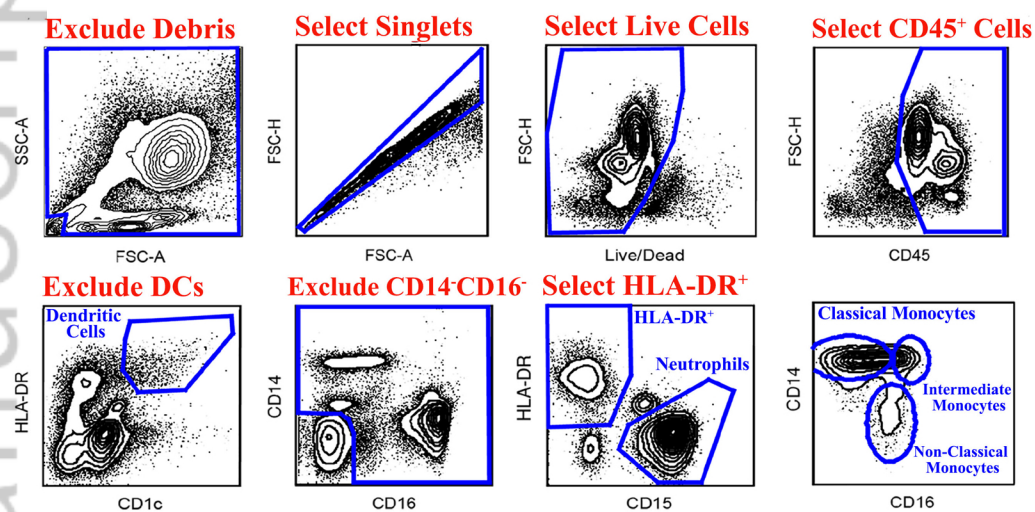 Exclude Debris
Select Singlets
Select Live Cells
Select CD45⁺ Cells
SSC-A
FSC-A
FSC-H
FSC-A
FSC-H
Live/Dead
FSC-H
CD45
Exclude DCs
Exclude CD14⁻CD16⁻
Select HLA-DR⁺
Dendritic
Cells
HLA-DR
CD1c
CD14
CD16
HLA-DR⁺
Neutrophils
HLA-DR
CD15
Classical Monocytes
Intermediate
Monocytes
Non-Classical
Monocytes
CD14
CD16